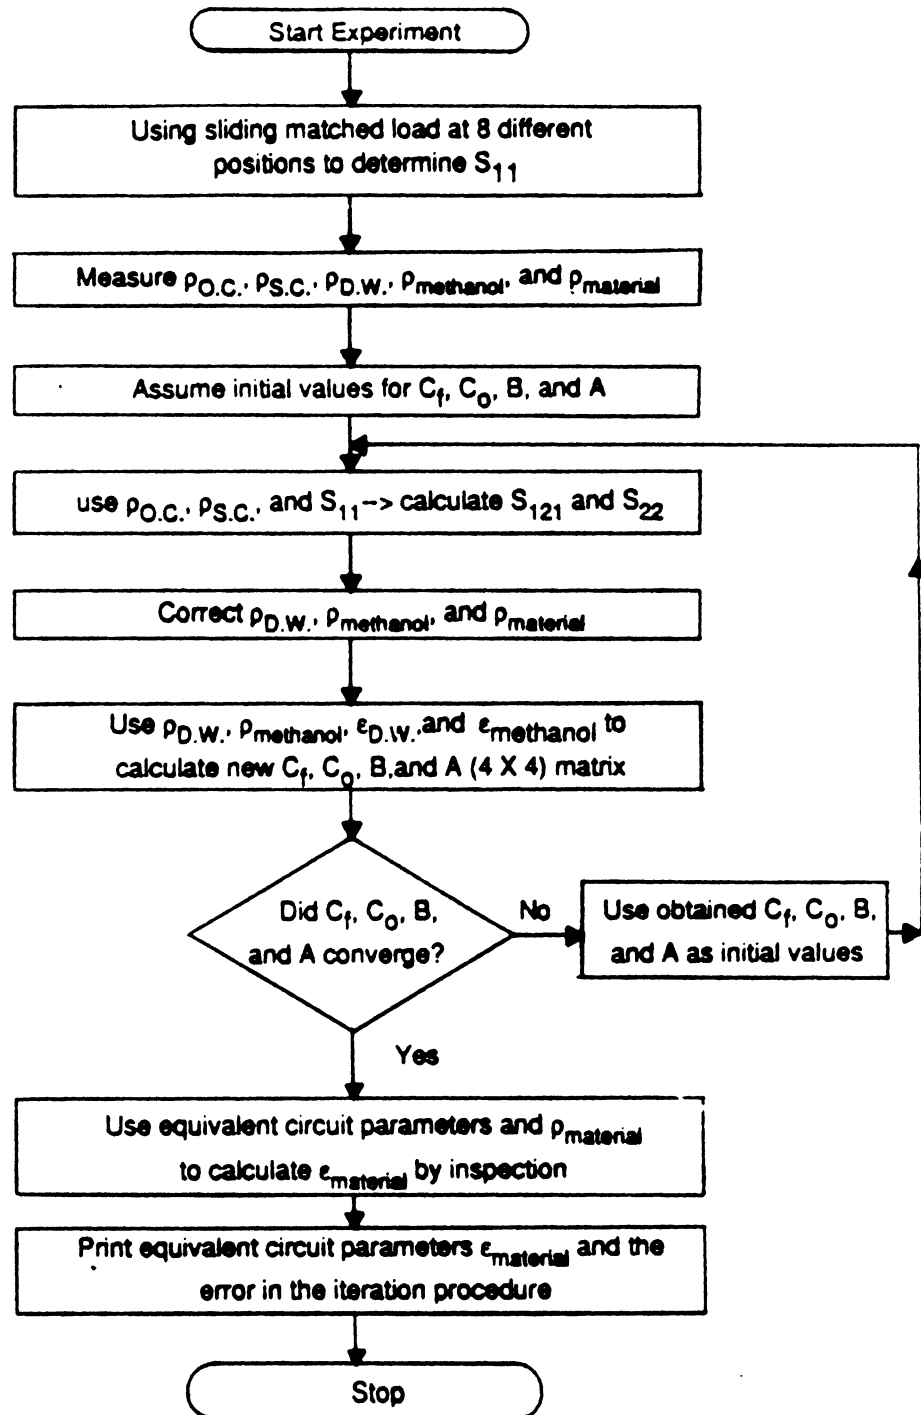 Start Experiment
Using sliding matched load at 8 different
positions to determine S11
Measure ρO.C., ρS.C., ρD.W., ρmethanol, and ρmaterial
Assume initial values for Cf, Co, B, and A
use ρO.C., ρS.C., and S11-> calculate S121 and S22
Correct ρD.W., ρmethanol, and ρmaterial
Use ρD.W., ρmethanol, εD.W., and εmethanol to
calculate new Cf, Co, B,and A (4 X 4) matrix
Did Cf, Co, B,
and A converge?
No
Use obtained Cf, Co, B,
and A as initial values
Yes
Use equivalent circuit parameters and ρmaterial
to calculate εmaterial by inspection
Print equivalent circuit parameters εmaterial and the
error in the iteration procedure
Stop